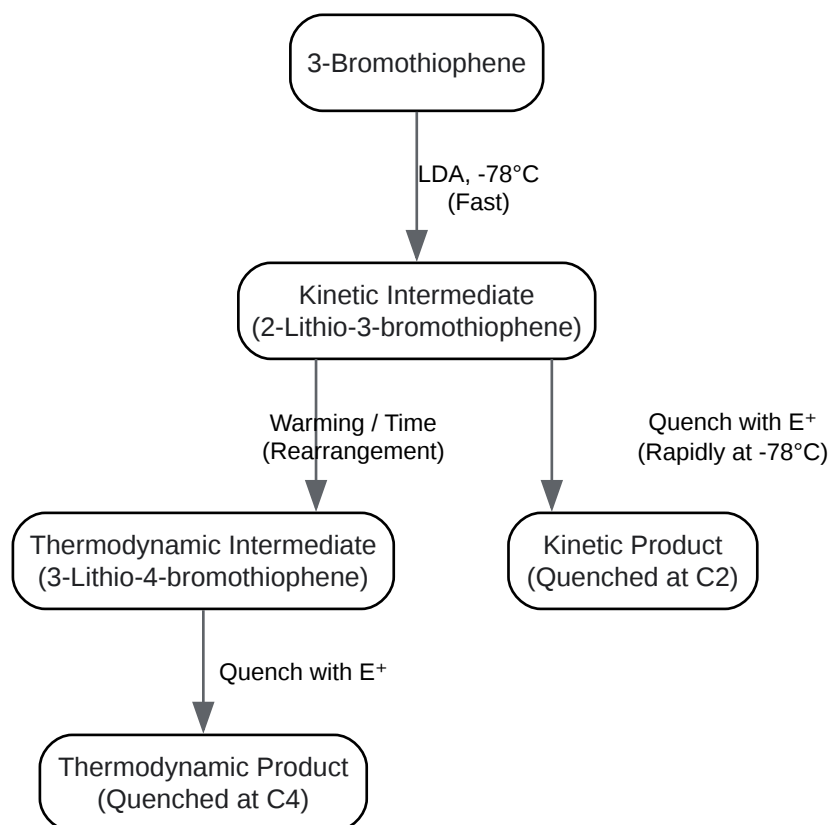 3-Bromothiophene
LDA, -78°C
(Fast)
Kinetic Intermediate
(2-Lithio-3-bromothiophene)
Warming / Time
(Rearrangement)
Quench with E⁺
(Rapidly at -78°C)
Thermodynamic Intermediate
(3-Lithio-4-bromothiophene)
Kinetic Product
(Quenched at C2)
Quench with E⁺
Thermodynamic Product
(Quenched at C4)